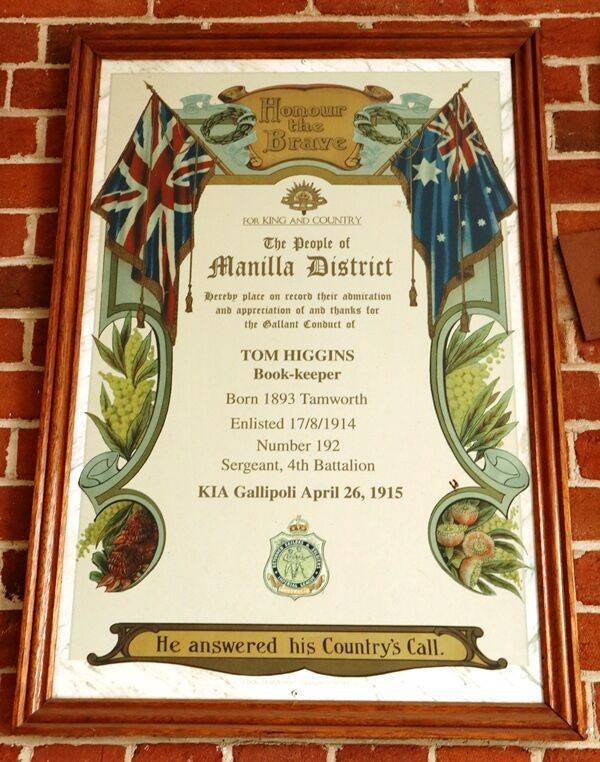 Honour
the
Brave
FOR KING AND COUNTRY
The People of
Manilla District
Hereby place on record their admiration
and appreciation of and thanks for
the Gallant Conduct of
TOM HIGGINS
Book-keeper
Born 1893 Tamworth
Enlisted 17/8/1914
Number 192
Sergeant, 4th Battalion
KIA Gallipoli April 26, 1915
He answered his Country's Call.